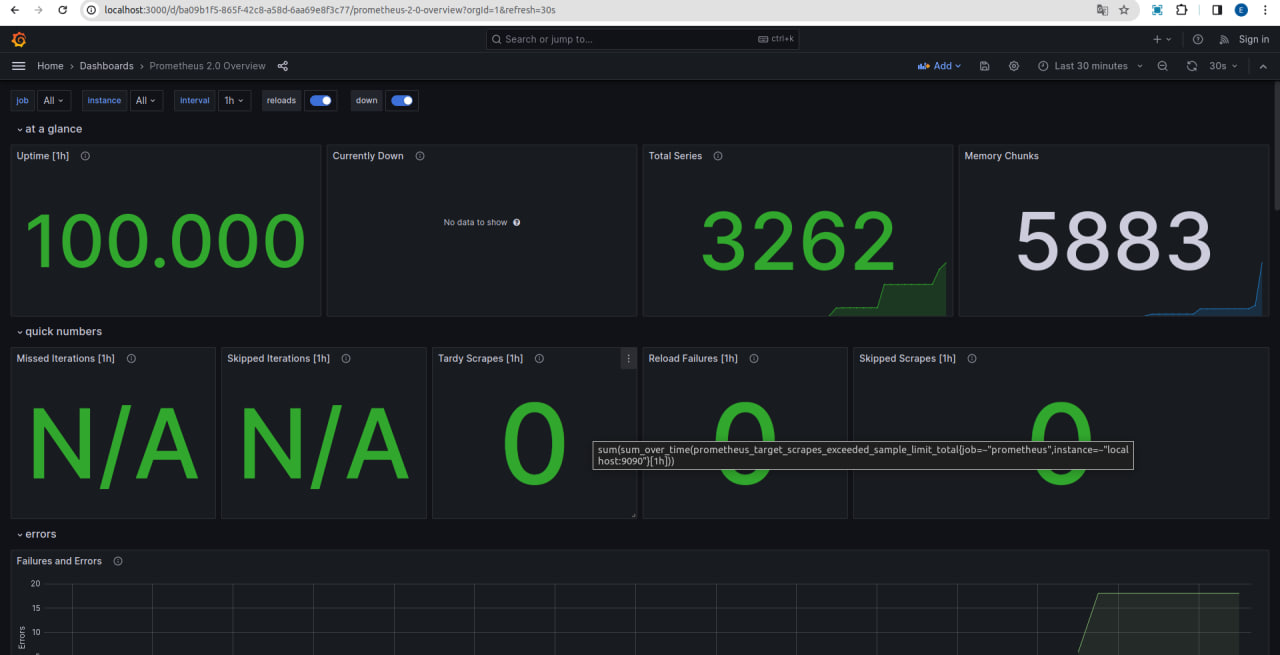 localhost:3000/d/ba09b1f5-865f-42c8-a58d-6aa69e8f3c77/prometheus-2-0-overview?orgId=1&refresh=30s
E
Search or jump to...
ctrl+k
Sign in
Home > Dashboards > Prometheus 2.0 Overview
Add
Last 30 minutes
30s
job All instance All interval 1h reloads down
at a glance
Uptime [1h]
Currently Down
Total Series
Memory Chunks
100.000
No data to show
3262
5883
quick numbers
Missed Iterations [1h]
Skipped Iterations [1h]
Tardy Scrapes [1h]
Reload Failures [1h]
Skipped Scrapes [1h]
N/A
N/A
0
0
0
sum(sum_over_time(prometheus_target_scrapes_exceeded_sample_limit_total{job=~"prometheus",instance=~"local
host:9090"}[1h]))
errors
Failures and Errors
20
15
10
Errors